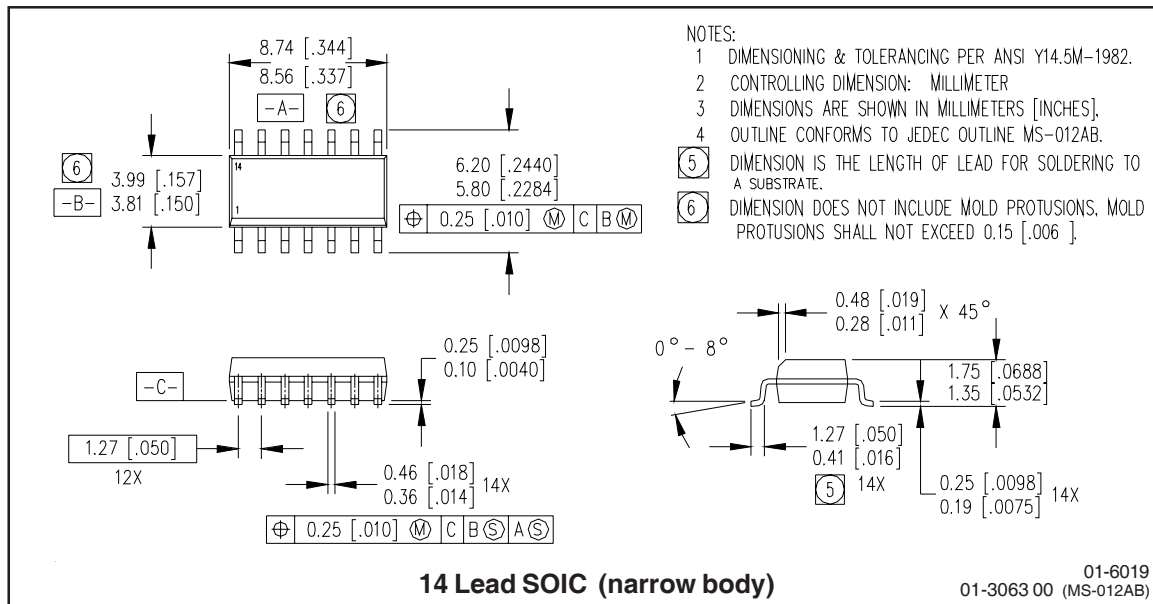 8.74 [.344]
8.56 [.337]
-A-
6
14
1
6
3.99 [.157]
3.81 [.150]
-B-
6.20 [.2440]
5.80 [.2284]
⌖ 0.25 [.010] Ⓜ C B Ⓜ
NOTES:
1 DIMENSIONING & TOLERANCING PER ANSI Y14.5M-1982.
2 CONTROLLING DIMENSION: MILLIMETER
3 DIMENSIONS ARE SHOWN IN MILLIMETERS [INCHES].
4 OUTLINE CONFORMS TO JEDEC OUTLINE MS-012AB.
5 DIMENSION IS THE LENGTH OF LEAD FOR SOLDERING TO
A SUBSTRATE.
6 DIMENSION DOES NOT INCLUDE MOLD PROTUSIONS, MOLD
PROTUSIONS SHALL NOT EXCEED 0.15 [.006 ].
-C-
0.25 [.0098]
0.10 [.0040]
1.27 [.050]
12X
0.46 [.018]
0.36 [.014] 14X
⌖ 0.25 [.010] Ⓜ C B Ⓢ A Ⓢ
0.48 [.019]
0.28 [.011] X 45°
0° - 8°
1.75 [.0688]
1.35 [.0532]
1.27 [.050]
0.41 [.016]
5 14X
0.25 [.0098]
0.19 [.0075] 14X
14 Lead SOIC (narrow body)
01-6019
01-3063 00 (MS-012AB)